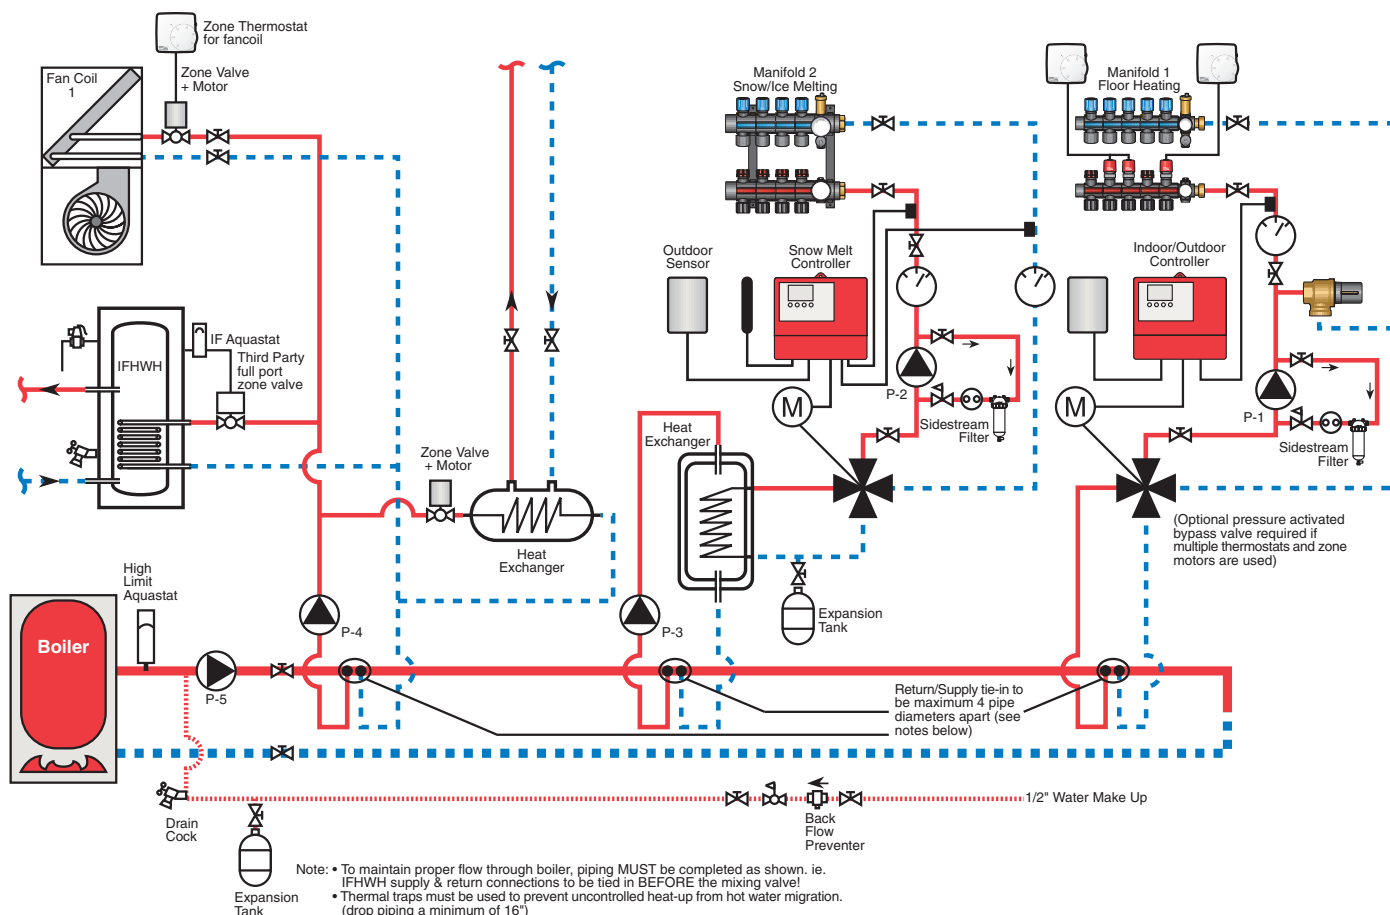 Zone Thermostat
for fancoil
Fan Coil
1
Zone Valve
+ Motor
Manifold 2
Snow/Ice Melting
Manifold 1
Floor Heating
Outdoor
Sensor
Snow Melt
Controller
Indoor/Outdoor
Controller
IFHWH
IF Aquastat
Third Party
full port
zone valve
P-2
Sidestream
Filter
P-1
Sidestream
Filter
M
M
Heat
Exchanger
Zone Valve
+ Motor
Heat
Exchanger
(Optional pressure activated
bypass valve required if
multiple thermostats and zone
motors are used)
High
Limit
Aquastat
Boiler
P-4
P-3
Expansion
Tank
P-5
Return/Supply tie-in to
be maximum 4 pipe
diameters apart (see
notes below)
1/2" Water Make Up
Drain
Cock
Back
Flow
Preventer
Expansion
Tank
Note: • To maintain proper flow through boiler, piping MUST be completed as shown. ie.
IFHWH supply & return connections to be tied in BEFORE the mixing valve!
• Thermal traps must be used to prevent uncontrolled heat-up from hot water migration.
(drop piping a minimum of 16")